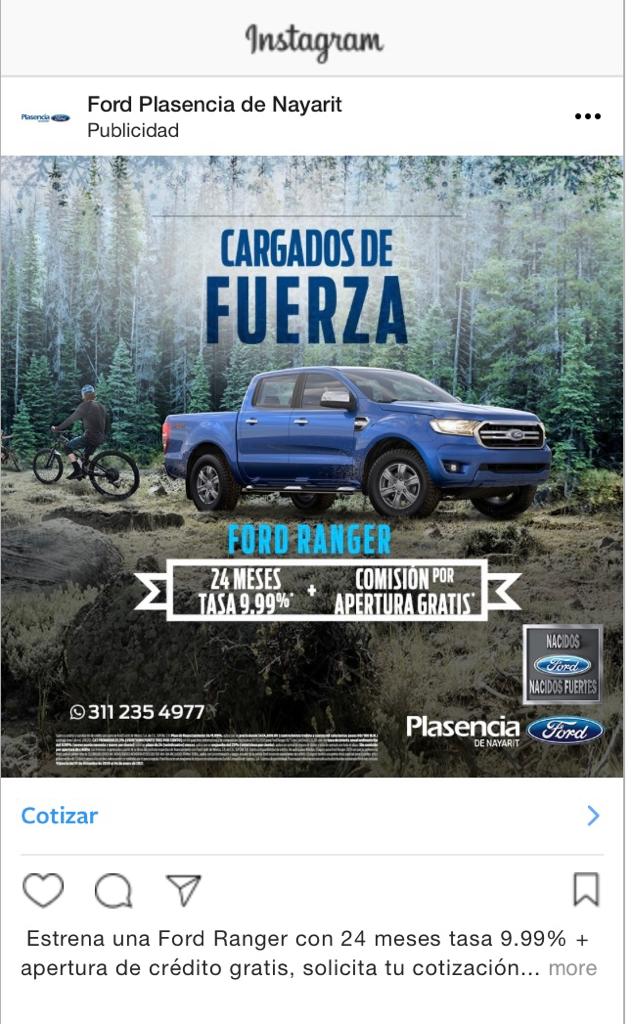 Instagram
Plasencia Ford
Ford Plasencia de Nayarit
Publicidad
CARGADOS DE
FUERZA
FORD RANGER
24 MESES
TASA 9.99%*
+
COMISIÓN POR
APERTURA GRATIS*
NACIDOS
Ford
NACIDOS FUERTES
311 235 4977
Plasencia
DE NAYARIT
Ford
Cotizar
Estrena una Ford Ranger con 24 meses tasa 9.99% +
apertura de crédito gratis, solicita tu cotización... more